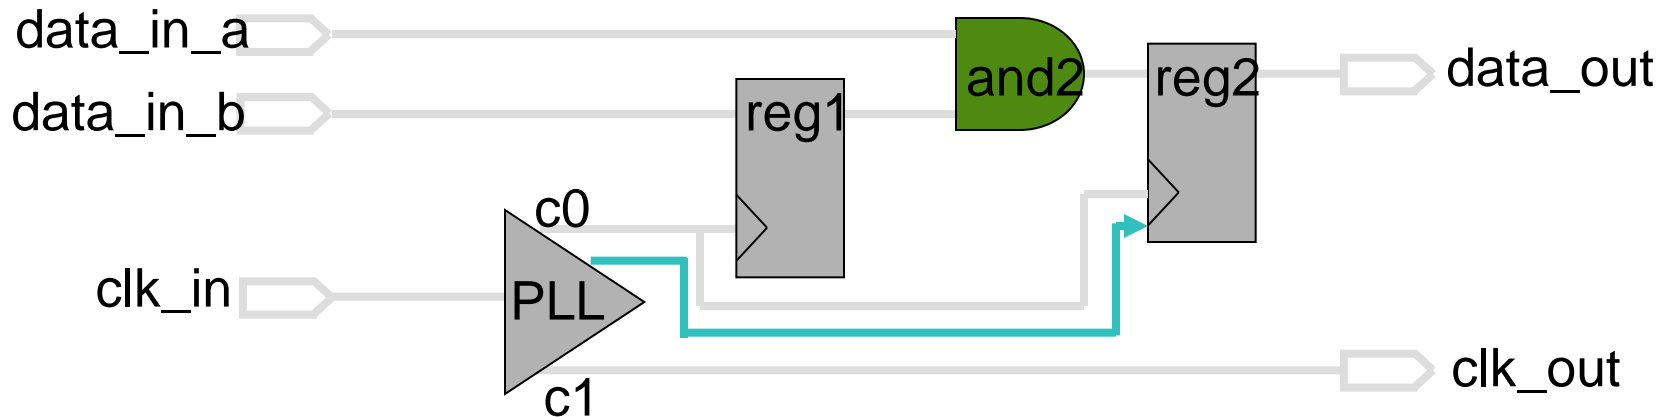 data_in_a
and2
reg2
data_out
data_in_b
reg1
c0
clk_in
PLL
clk_out
c1